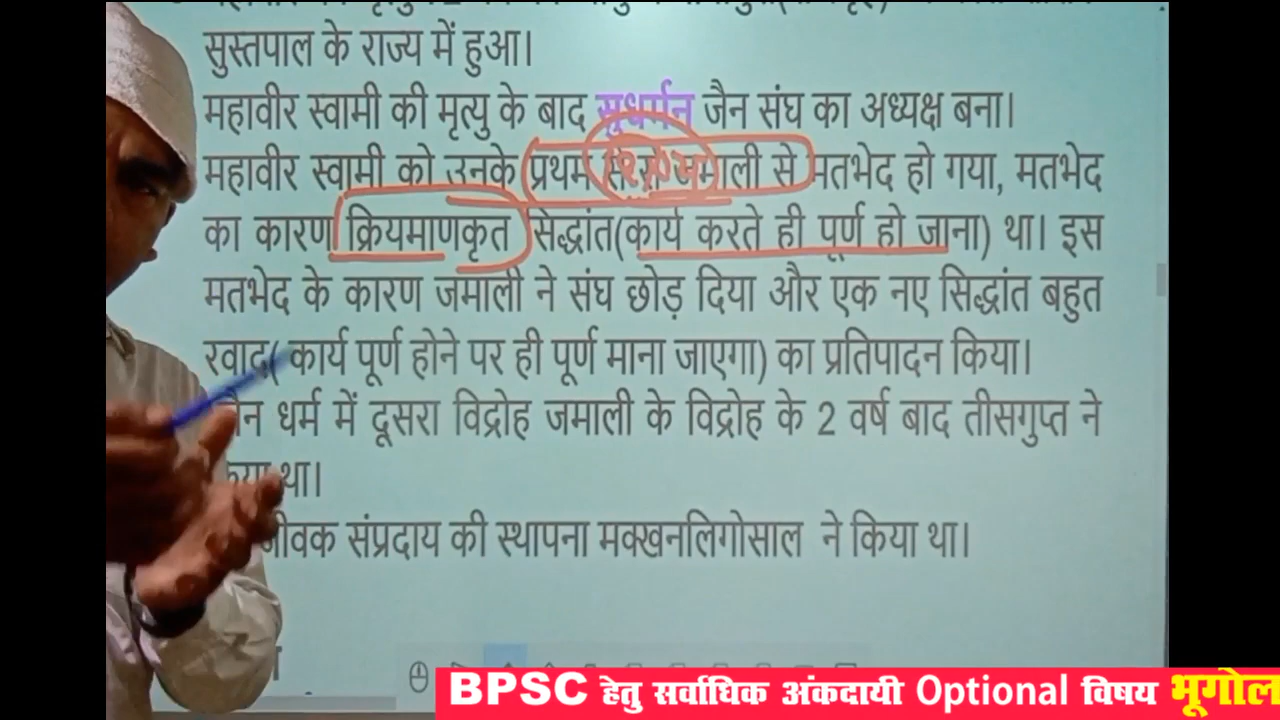 सुस्तपाल के राज्य में हुआ।
महावीर स्वामी की मृत्यु के बाद सुधर्मन जैन संघ का अध्यक्ष बना।
महावीर स्वामी को उनके प्रथम जमाली से मतभेद हो गया, मतभेद
का कारण क्रियमाणकृत सिद्धांत(कार्य करते ही पूर्ण हो जाना) था। इस
मतभेद के कारण जमाली ने संघ छोड़ दिया और एक नए सिद्धांत बहुत
रवाद( कार्य पूर्ण होने पर ही पूर्ण माना जाएगा) का प्रतिपादन किया।
धर्म में दूसरा विद्रोह जमाली के विद्रोह के 2 वर्ष बाद तीसगुप्त ने
था।
संप्रदाय की स्थापना मक्खनलिगोसाल ने किया था।
BPSC हेतु सर्वाधिक अंकदायी Optional विषय भूगोल